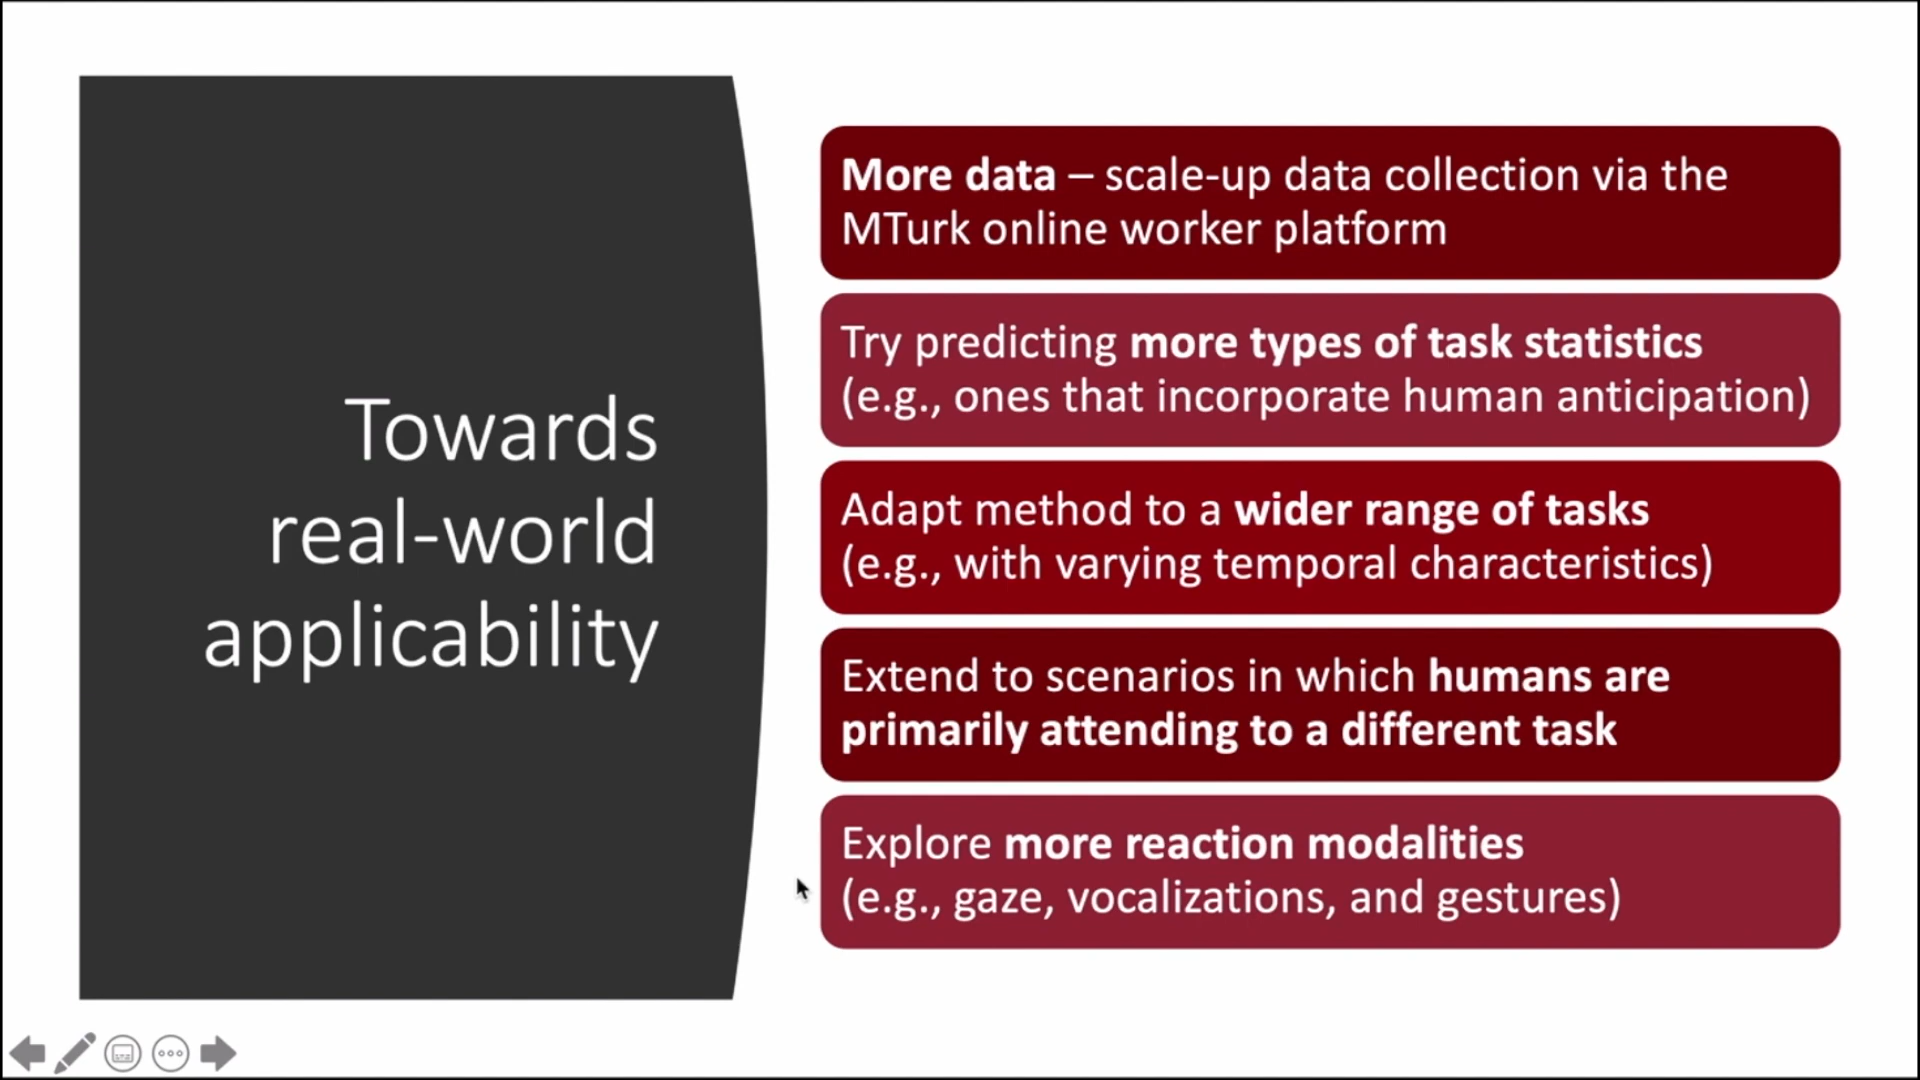 Towards
real-world
applicability
More data – scale-up data collection via the
MTurk online worker platform
Try predicting more types of task statistics
(e.g., ones that incorporate human anticipation)
Adapt method to a wider range of tasks
(e.g., with varying temporal characteristics)
Extend to scenarios in which humans are
primarily attending to a different task
Explore more reaction modalities
(e.g., gaze, vocalizations, and gestures)